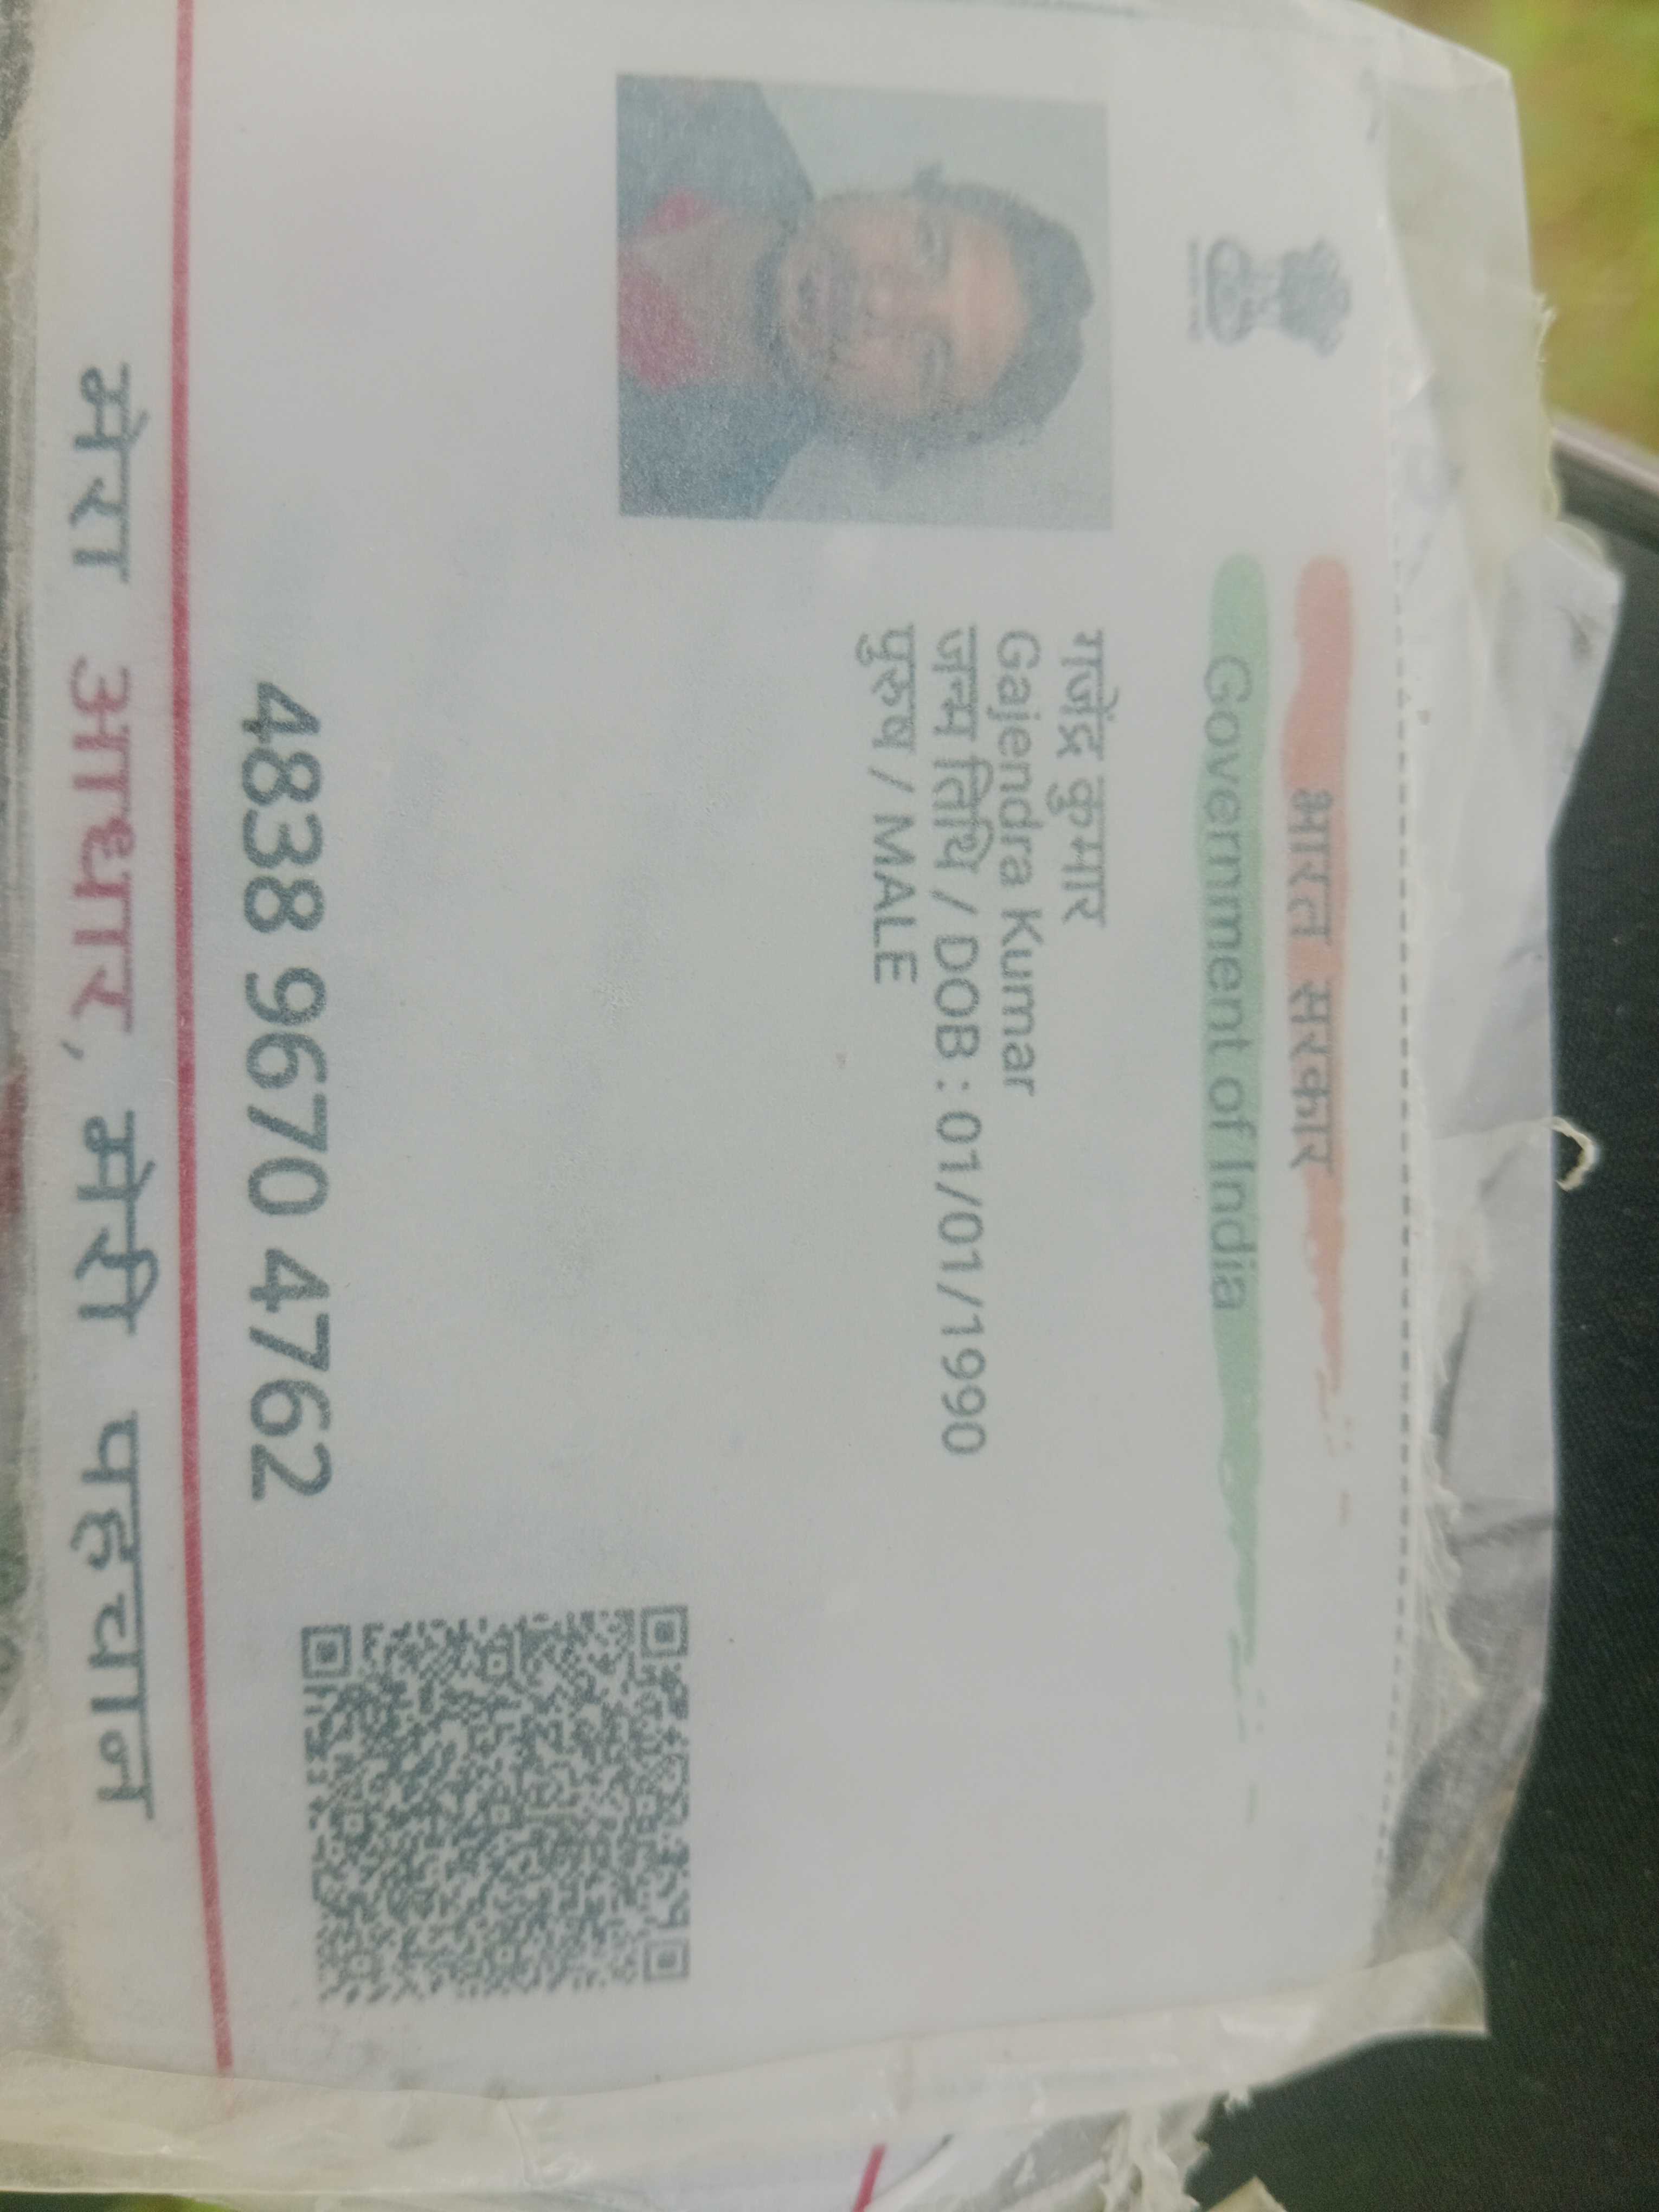 भारत सरकार
Government of India
गजेंद्र कुमार
Gajendra Kumar
जन्म तिथि / DOB : 01/01/1990
पुरुष / MALE
4838 9670 4762
मेरा आधार, मेरी पहचान